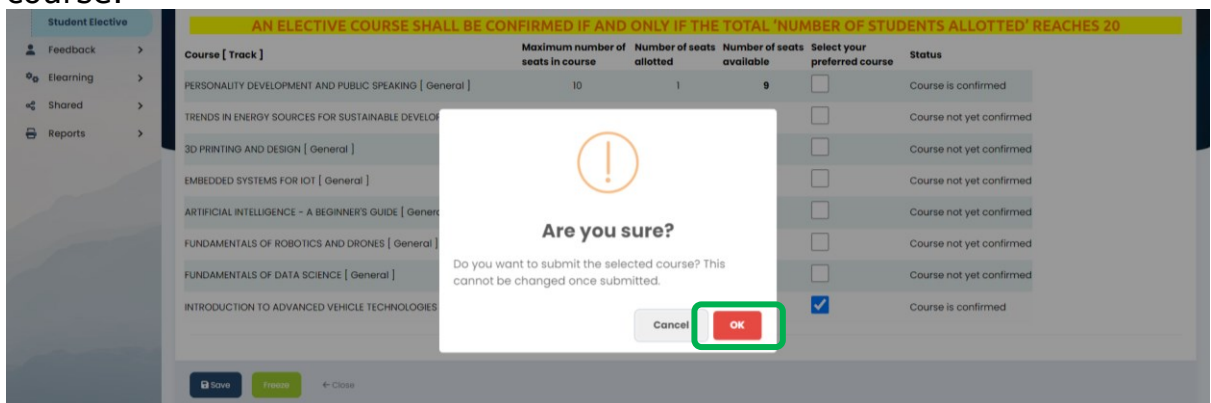 course.
Student Elective
AN ELECTIVE COURSE SHALL BE CONFIRMED IF AND ONLY IF THE TOTAL 'NUMBER OF STUDENTS ALLOTTED' REACHES 20
Feedback
Elearning
Shared
Reports
Course [ Track ] Maximum number of seats in course Number of seats allotted Number of seats available Select your preferred course Status
PERSONALITY DEVELOPMENT AND PUBLIC SPEAKING [ General ] 10 1 9 Course is confirmed
TRENDS IN ENERGY SOURCES FOR SUSTAINABLE Course not yet confirmed
3D PRINTING AND DESIGN [ General ] Course not yet confirmed
EMBEDDED SYSTEMS FOR IOT [ General ] Course not yet confirmed
ARTIFICIAL INTELLIGENCE - A BEGINNER'S GUIDE [ Course not yet confirmed
FUNDAMENTALS OF ROBOTICS AND DRONES [ General ] Course not yet confirmed
FUNDAMENTALS OF DATA SCIENCE [ General ] Course not yet confirmed
INTRODUCTION TO ADVANCED VEHICLE TECHNOLOGIES Course is confirmed
Are you sure?
Do you want to submit the selected course? This
cannot be changed once submitted.
Cancel OK
Save Freeze ← Close